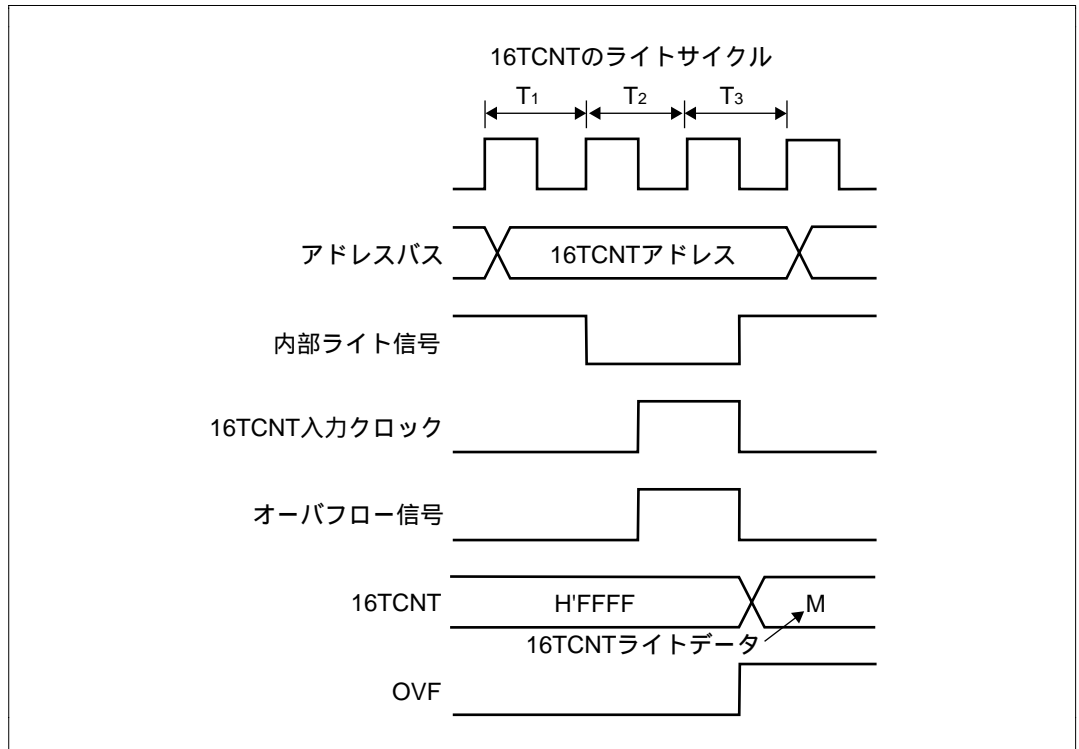 16TCNTのライトサイクル
T1 T2 T3
アドレスバス 16TCNTアドレス
内部ライト信号
16TCNT入力クロック
オーバフロー信号
16TCNT H'FFFF M
16TCNTライトデータ
OVF